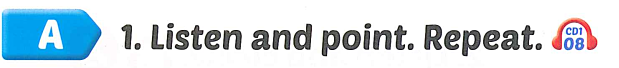 A 1. Listen and point. Repeat. CD1 08